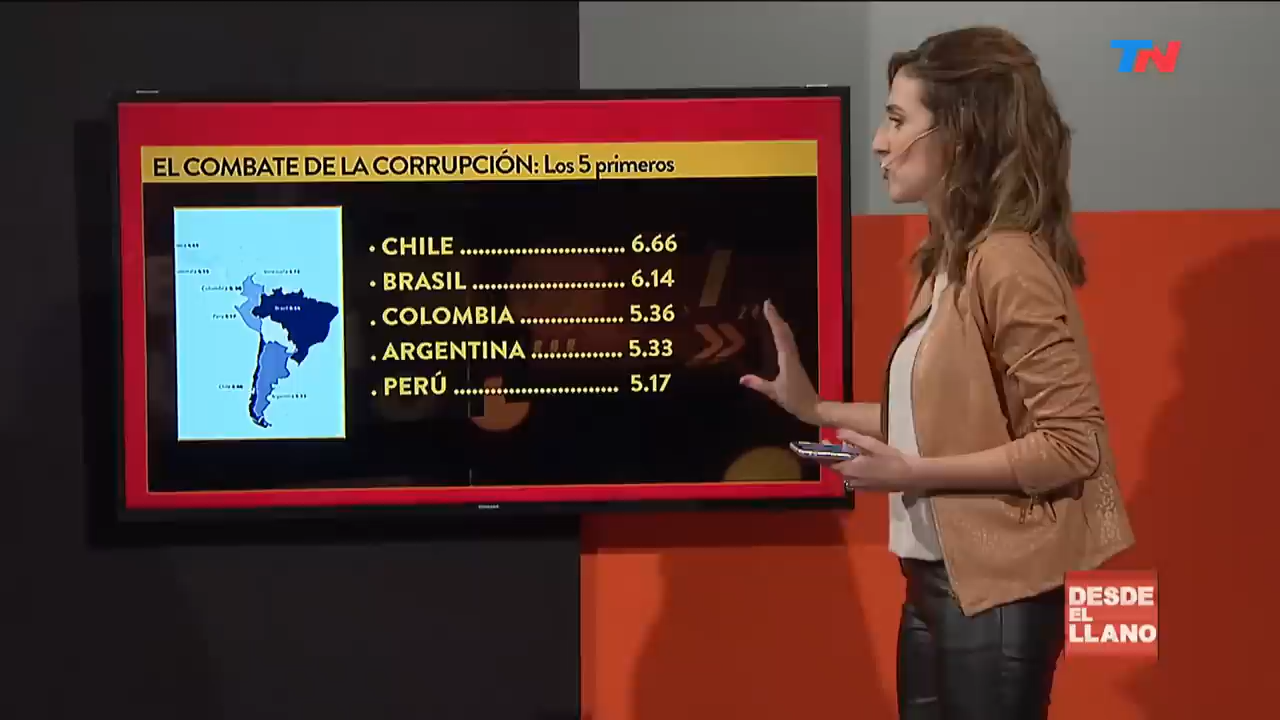 TN
EL COMBATE DE LA CORRUPCIÓN: Los 5 primeros
• CHILE ........................ 6.66
• BRASIL ...................... 6.14
. COLOMBIA ............... 5.36
. ARGENTINA ............. 5.33
. PERÚ ........................ 5.17
DESDE
EL
LLANO